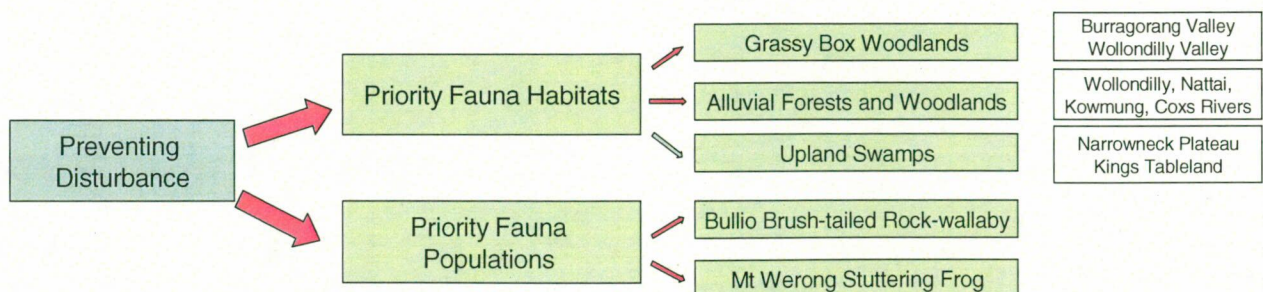 Preventing
Disturbance
Priority Fauna Habitats
Grassy Box Woodlands
Burragorang Valley
Wollondilly Valley
Alluvial Forests and Woodlands
Wollondilly, Nattai,
Kowmung, Coxs Rivers
Upland Swamps
Narrowneck Plateau
Kings Tableland
Priority Fauna
Populations
Bullio Brush-tailed Rock-wallaby
Mt Werong Stuttering Frog